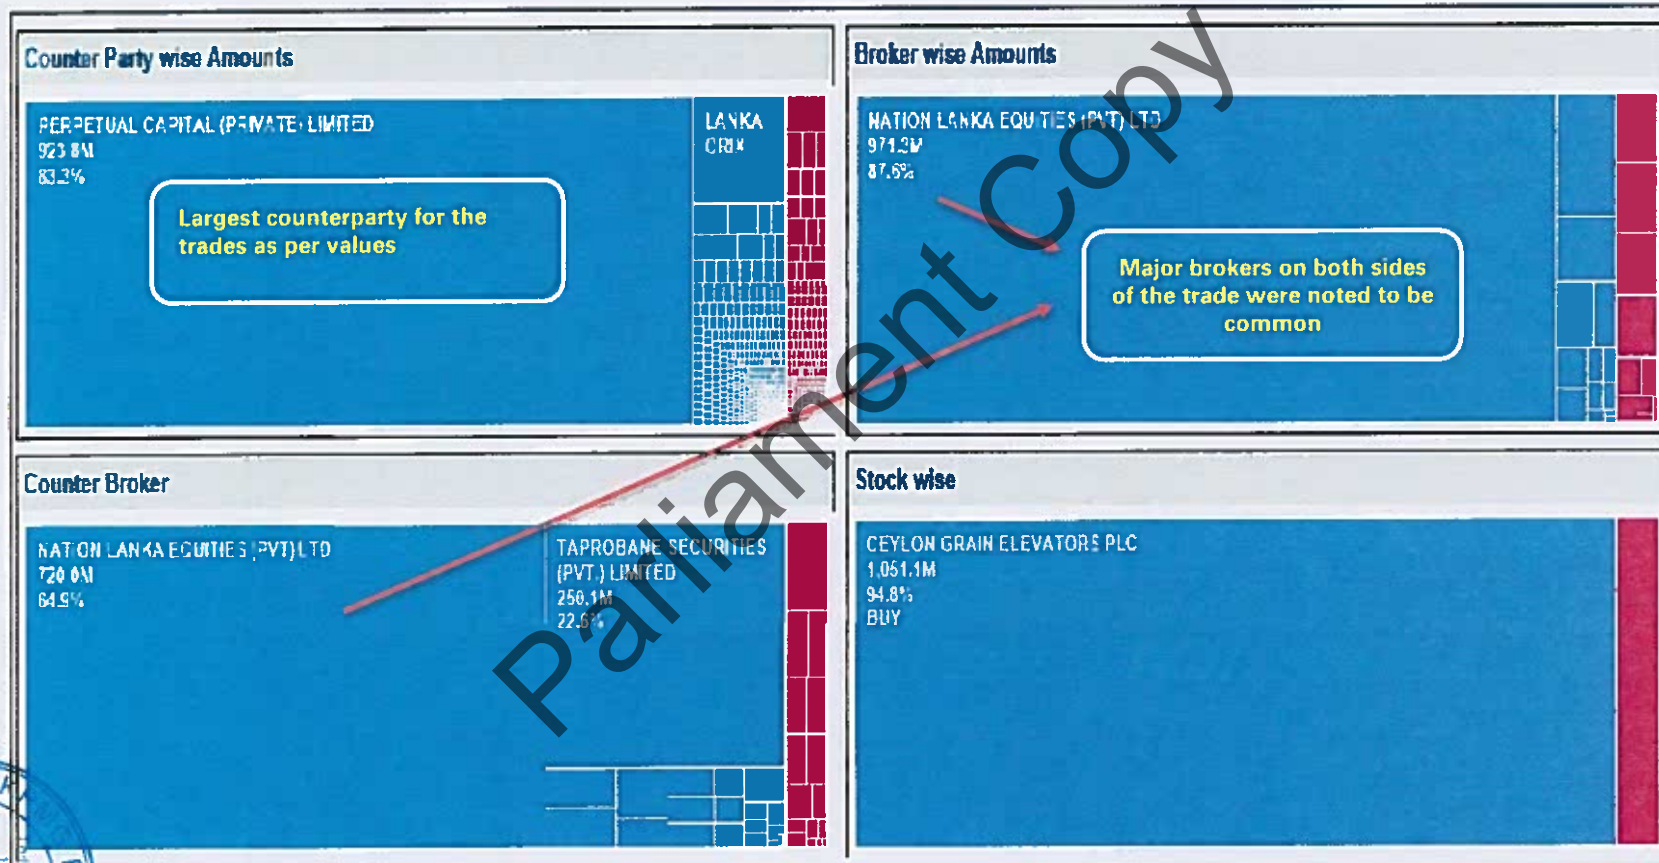 Counter Party wise Amounts
PERPETUAL CAPITAL (PRIVATE) LIMITED
923.8M
83.3%
LANKA
Largest counterparty for the
trades as per values
Broker wise Amounts
NATION LANKA EQUITIES (PVT) LTD
971.3M
87.6%
Major brokers on both sides
of the trade were noted to be
common
Counter Broker
NATION LANKA EQUITIES (PVT) LTD
720.0M
64.9%
TAPROBANE SECURITIES
(PVT.) LIMITED
250.1M
22.6%
Stock wise
CEYLON GRAIN ELEVATORS PLC
1,051.1M
94.8%
BUY
Parliament Copy